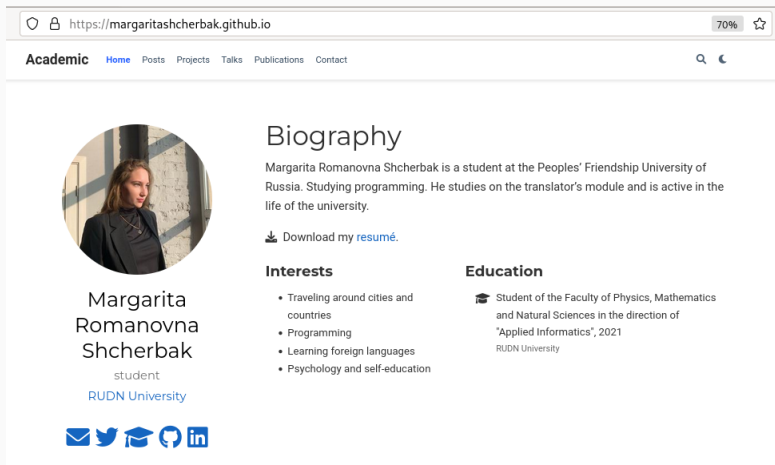 https://margaritashcherbak.github.io
70%
Academic
Home Posts Projects Talks Publications Contact
Biography
Margarita Romanovna Shcherbak is a student at the Peoples’ Friendship University of
Russia. Studying programming. He studies on the translator’s module and is active in the
life of the university.
Download my resumé.
Interests
• Traveling around cities and
countries
• Programming
• Learning foreign languages
• Psychology and self-education
Education
Student of the Faculty of Physics, Mathematics
and Natural Sciences in the direction of
"Applied Informatics", 2021
RUDN University
Margarita
Romanovna
Shcherbak
student
RUDN University